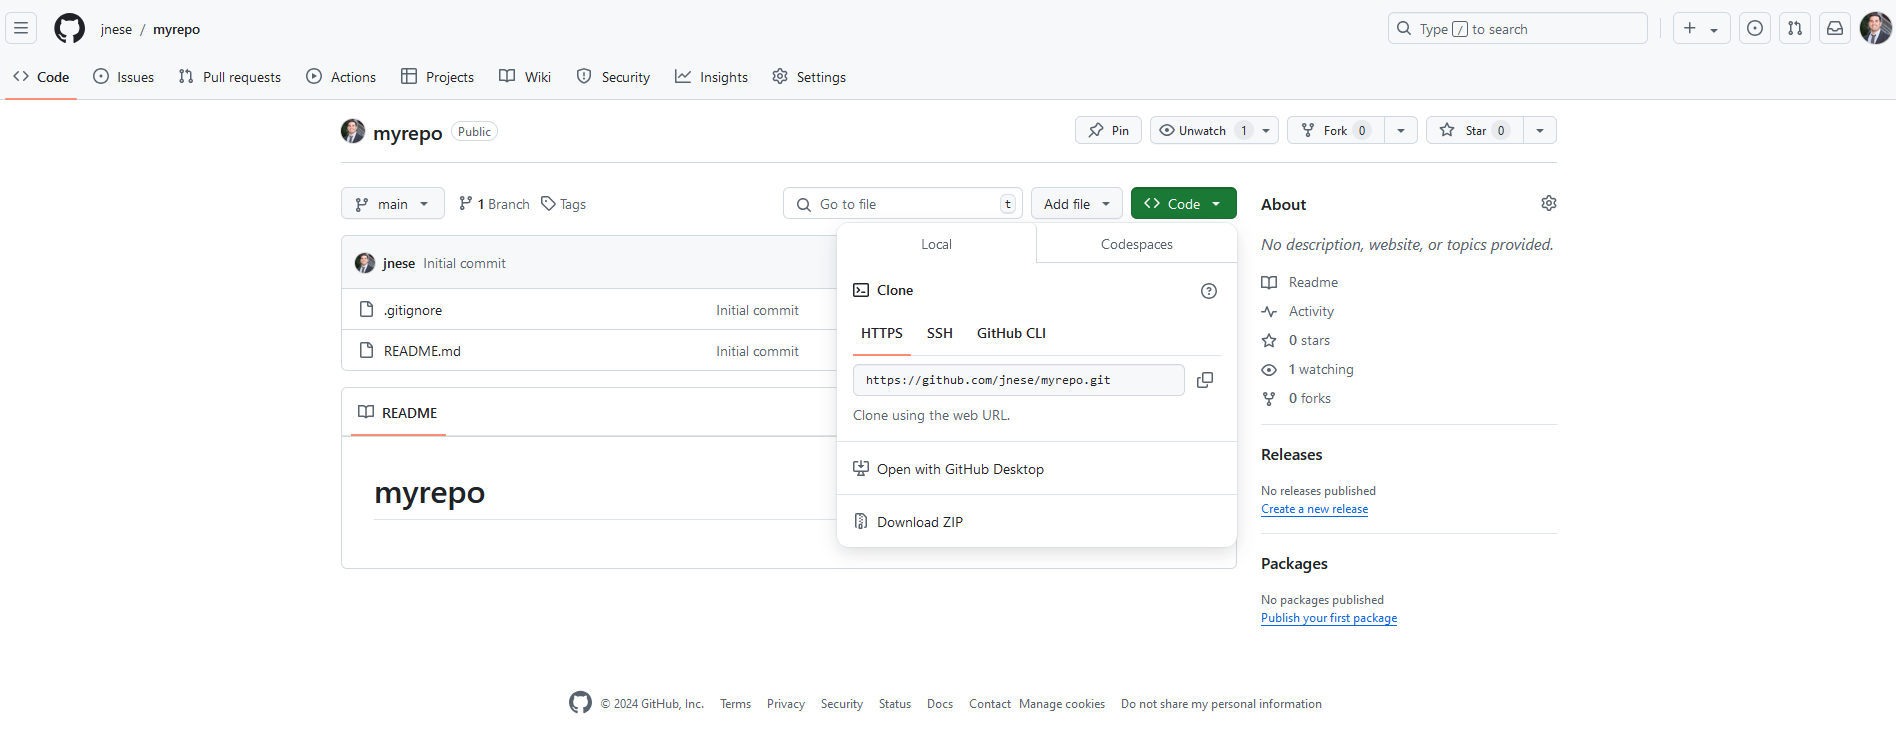 jnese / myrepo
Type / to search
Code Issues Pull requests Actions Projects Wiki Security Insights Settings
myrepo Public
Pin Unwatch 1 Fork 0 Star 0
main 1 Branch Tags
Go to file t Add file Code
Local Codespaces
Clone
HTTPS SSH GitHub CLI
https://github.com/jnese/myrepo.git
Clone using the web URL.
Open with GitHub Desktop
Download ZIP
jnese Initial commit
.gitignore Initial commit
README.md Initial commit
README
myrepo
About
No description, website, or topics provided.
Readme
Activity
0 stars
1 watching
0 forks
Releases
No releases published
Create a new release
Packages
No packages published
Publish your first package
© 2024 GitHub, Inc. Terms Privacy Security Status Docs Contact Manage cookies Do not share my personal information